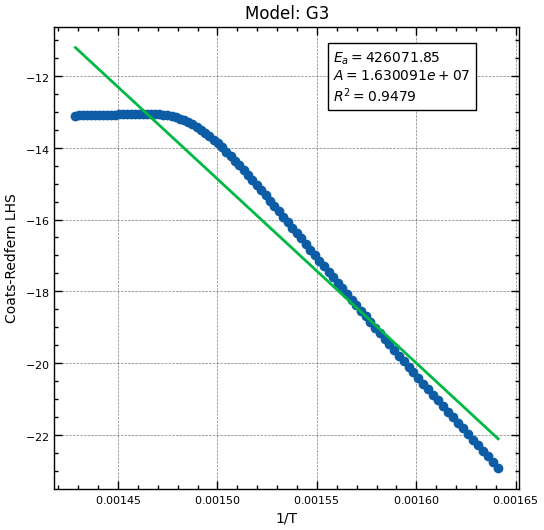 Model: G3
E_a = 426071.85
A = 1.630091e + 07
R² = 0.9479
Coats-Redfern LHS
−12
−14
−16
−18
−20
−22
0.00145 0.00150 0.00155 0.00160 0.00165
1/T